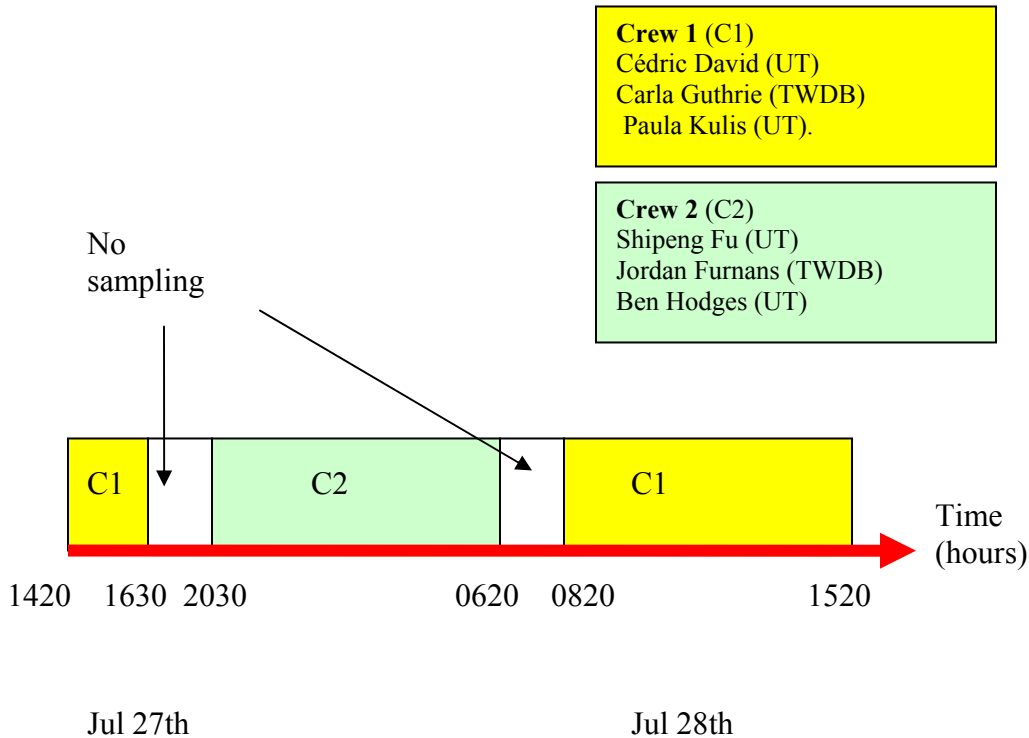 Crew 1 (C1)
Cédric David (UT)
Carla Guthrie (TWDB)
Paula Kulis (UT).
Crew 2 (C2)
Shipeng Fu (UT)
Jordan Furnans (TWDB)
Ben Hodges (UT)
No
sampling
C1
C2
C1
Time
(hours)
1420 1630 2030 0620 0820 1520
Jul 27th Jul 28th